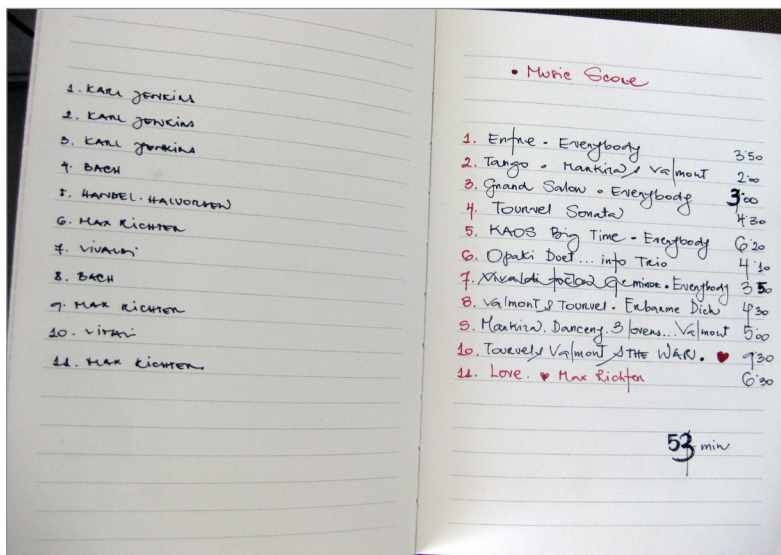 1. KARL JENKINS
2. KARL JENKINS
3. KARL JENKINS
4. BACH
5. HANDEL. HALVORSEN
6. MAX RICHTER
7. VIVALDI
8. BACH
9. MAX RICHTER
10. VITALI
11. MAX RICHTER
• Music Score
1. Entre - Everybody 3'50
2. Tango • Mankiza & Valmont 2'00
3. Grand Salon • Everybody 3'00
4. Tourvel Sonata 4'30
5. KAOS Big Time - Everybody 6'20
6. Opaki Duet... into Trio 4'10
7. Vivaldi G minor. Everybody 3 50
8. Valmont & Tourvel. Erbarme Dich 4'30
9. Mankiza. Danceny. 3 lovers... Valmont 5'00
10. Tourvel & Valmont & THE WAR. ♥ 9'30
11. Love. ♥ Max Richter 6'30
53 min